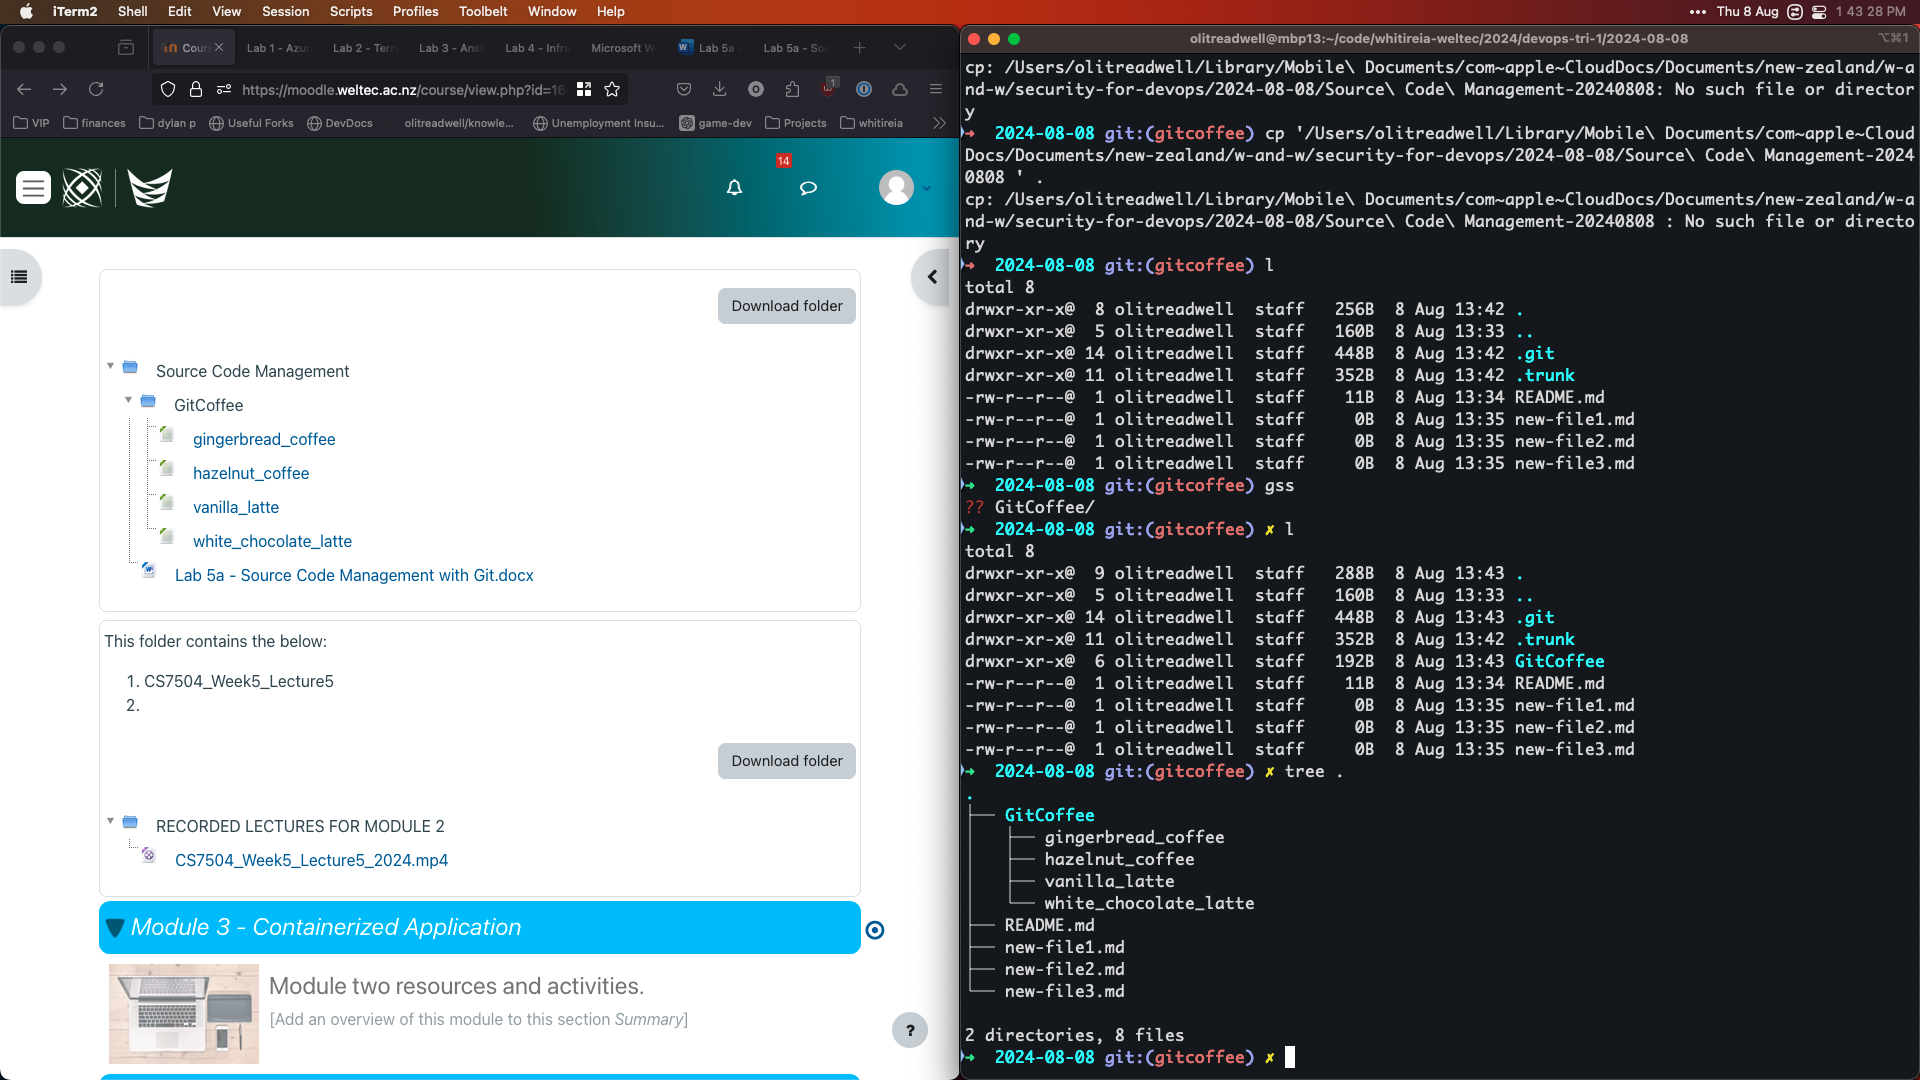 iTerm2 Shell Edit View Session Scripts Profiles Toolbelt Window Help ••• Thu 8 Aug 1 43 28 PM
Cour Lab 1 - Azur Lab 2 - Terr Lab 3 - Ans Lab 4 - Infra Microsoft W Lab 5a - Lab 5a - So
https://moodle.weltec.ac.nz/course/view.php?id=16
1
VIP finances dylan p Useful Forks DevDocs olitreadwell/knowle... Unemployment Insu... game-dev Projects whitireia
14
Download folder
Source Code Management
GitCoffee
gingerbread_coffee
hazelnut_coffee
vanilla_latte
white_chocolate_latte
Lab 5a - Source Code Management with Git.docx
This folder contains the below:
1. CS7504_Week5_Lecture5
2.
Download folder
RECORDED LECTURES FOR MODULE 2
CS7504_Week5_Lecture5_2024.mp4
Module 3 - Containerized Application
Module two resources and activities.
[Add an overview of this module to this section Summary]
?
olitreadwell@mbp13:~/code/whitireia-weltec/2024/devops-tri-1/2024-08-08 ⌥⌘1
cp: /Users/olitreadwell/Library/Mobile\ Documents/com~apple~CloudDocs/Documents/new-zealand/w-a
nd-w/security-for-devops/2024-08-08/Source\ Code\ Management-20240808: No such file or director
y
➜ 2024-08-08 git:(gitcoffee) cp '/Users/olitreadwell/Library/Mobile\ Documents/com~apple~Cloud
Docs/Documents/new-zealand/w-and-w/security-for-devops/2024-08-08/Source\ Code\ Management-2024
0808 ' .
cp: /Users/olitreadwell/Library/Mobile\ Documents/com~apple~CloudDocs/Documents/new-zealand/w-a
nd-w/security-for-devops/2024-08-08/Source\ Code\ Management-20240808 : No such file or directo
ry
➜ 2024-08-08 git:(gitcoffee) l
total 8
drwxr-xr-x@ 8 olitreadwell staff 256B 8 Aug 13:42 .
drwxr-xr-x@ 5 olitreadwell staff 160B 8 Aug 13:33 ..
drwxr-xr-x@ 14 olitreadwell staff 448B 8 Aug 13:42 .git
drwxr-xr-x@ 11 olitreadwell staff 352B 8 Aug 13:42 .trunk
-rw-r--r--@ 1 olitreadwell staff 11B 8 Aug 13:34 README.md
-rw-r--r--@ 1 olitreadwell staff 0B 8 Aug 13:35 new-file1.md
-rw-r--r--@ 1 olitreadwell staff 0B 8 Aug 13:35 new-file2.md
-rw-r--r--@ 1 olitreadwell staff 0B 8 Aug 13:35 new-file3.md
➜ 2024-08-08 git:(gitcoffee) gss
?? GitCoffee/
➜ 2024-08-08 git:(gitcoffee) ✗ l
total 8
drwxr-xr-x@ 9 olitreadwell staff 288B 8 Aug 13:43 .
drwxr-xr-x@ 5 olitreadwell staff 160B 8 Aug 13:33 ..
drwxr-xr-x@ 14 olitreadwell staff 448B 8 Aug 13:43 .git
drwxr-xr-x@ 11 olitreadwell staff 352B 8 Aug 13:42 .trunk
drwxr-xr-x@ 6 olitreadwell staff 192B 8 Aug 13:43 GitCoffee
-rw-r--r--@ 1 olitreadwell staff 11B 8 Aug 13:34 README.md
-rw-r--r--@ 1 olitreadwell staff 0B 8 Aug 13:35 new-file1.md
-rw-r--r--@ 1 olitreadwell staff 0B 8 Aug 13:35 new-file2.md
-rw-r--r--@ 1 olitreadwell staff 0B 8 Aug 13:35 new-file3.md
➜ 2024-08-08 git:(gitcoffee) ✗ tree .
.
├── GitCoffee
│   ├── gingerbread_coffee
│   ├── hazelnut_coffee
│   ├── vanilla_latte
│   └── white_chocolate_latte
├── README.md
├── new-file1.md
├── new-file2.md
└── new-file3.md
2 directories, 8 files
➜ 2024-08-08 git:(gitcoffee) ✗